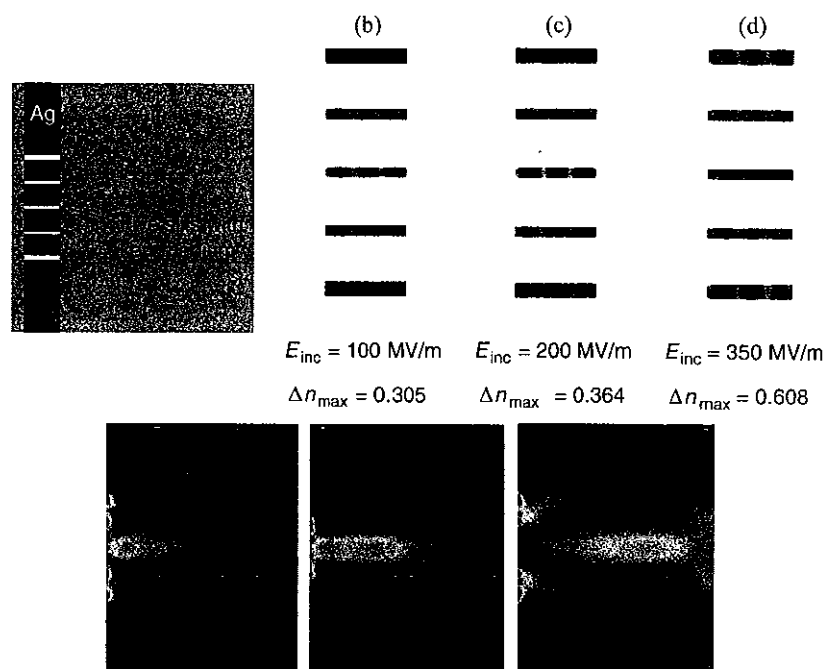 (b) (c) (d)
Ag
E_inc = 100 MV/m E_inc = 200 MV/m E_inc = 350 MV/m
Δn_max = 0.305 Δn_max = 0.364 Δn_max = 0.608